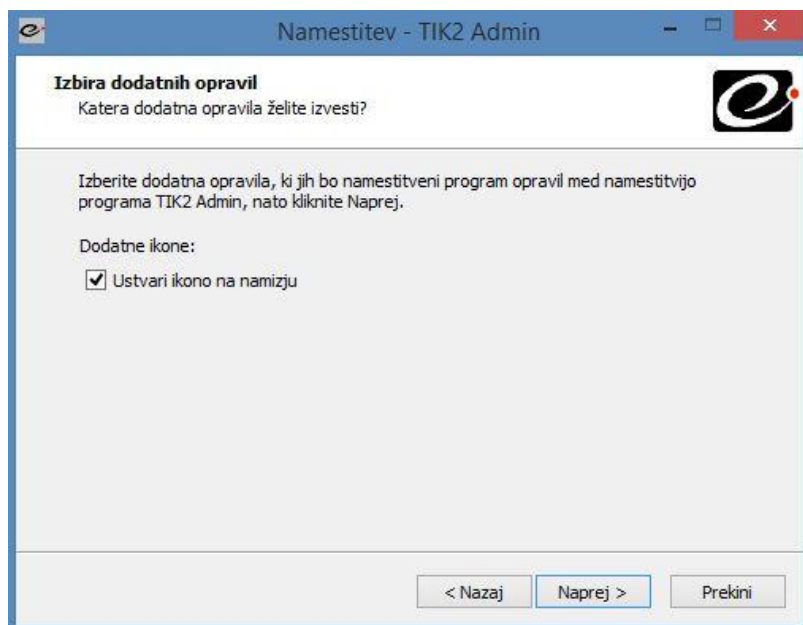 Namestitev - TIK2 Admin
Izbira dodatnih opravil
Katera dodatna opravila želite izvesti?
Izberite dodatna opravila, ki jih bo namestitveni program opravil med namestitvijo
programa TIK2 Admin, nato kliknite Naprej.
Dodatne ikone:
Ustvari ikono na namizju
< Nazaj
Naprej >
Prekini